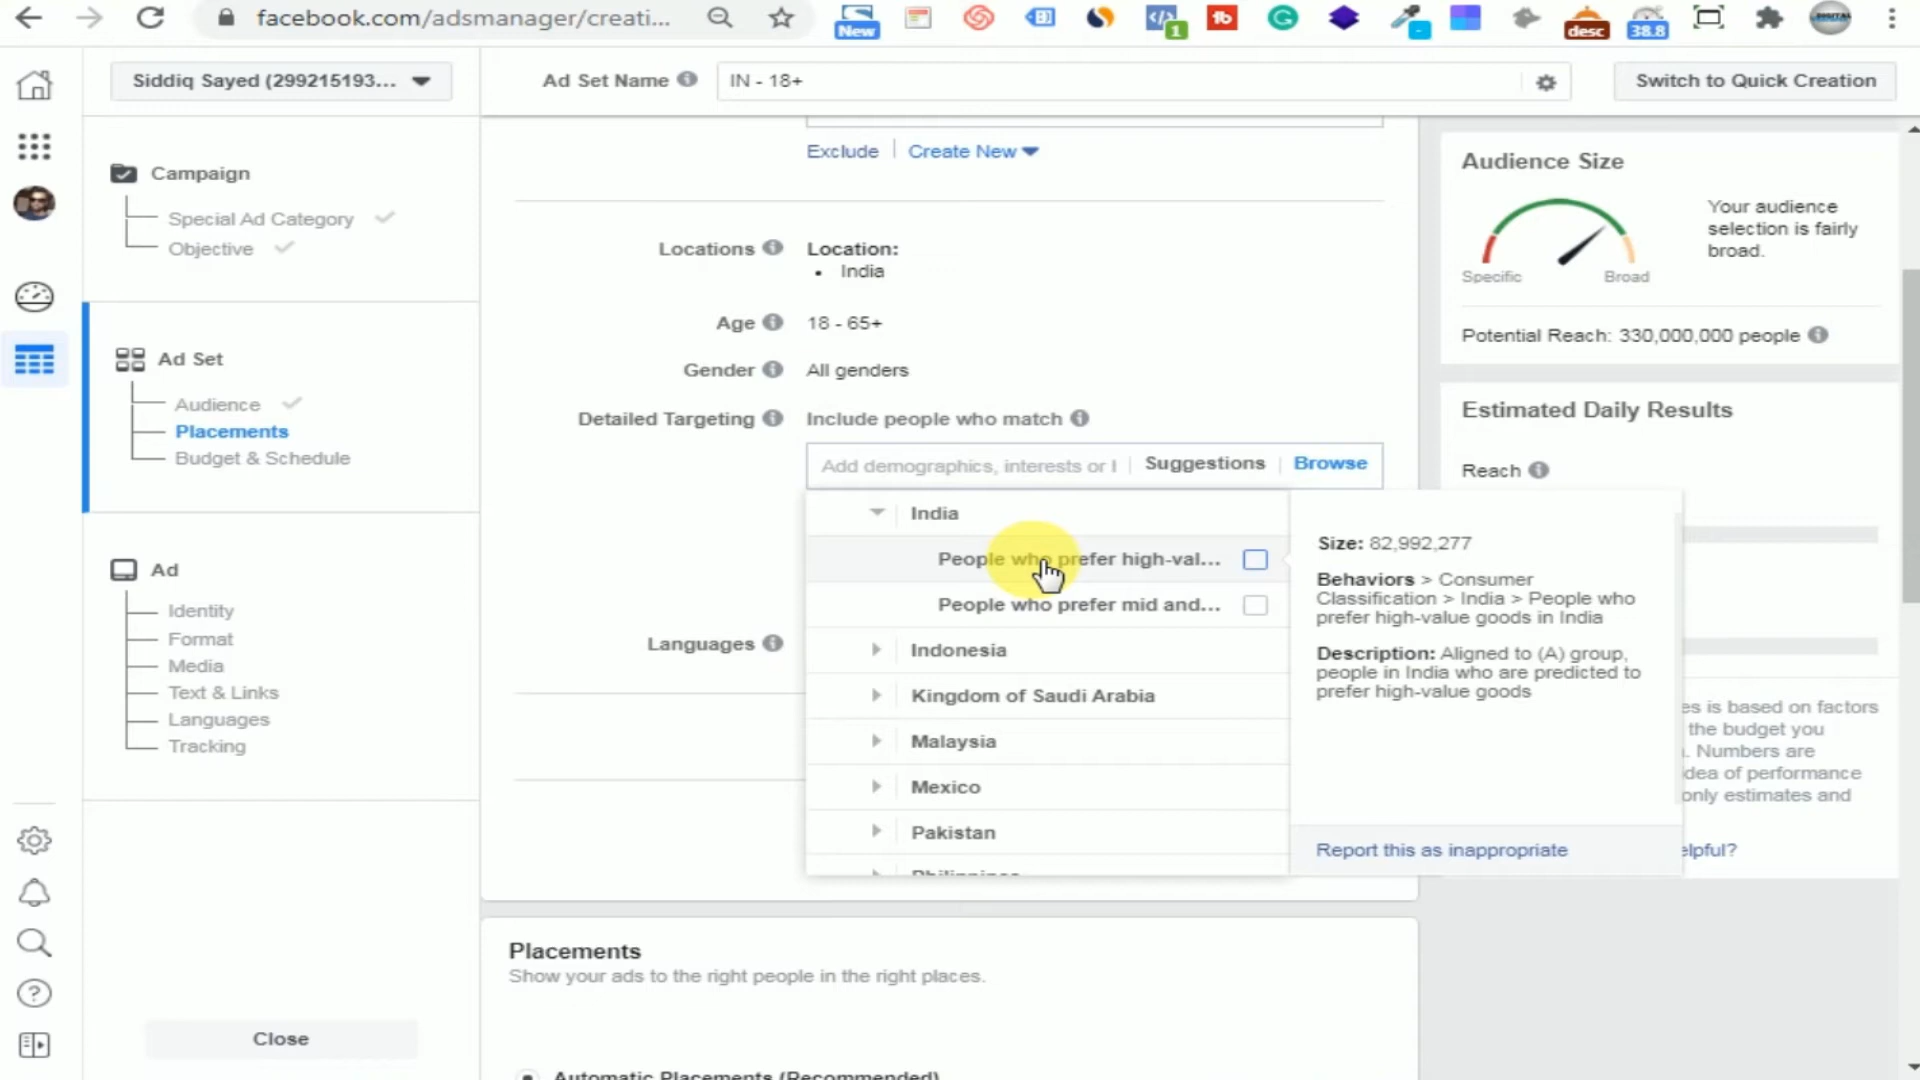 facebook.com/adsmanager/creati...
New
1
desc
38.8
Siddiq Sayed (299215193...
Ad Set Name
IN - 18+
Switch to Quick Creation
Campaign
Special Ad Category
Objective
Ad Set
Audience
Placements
Budget & Schedule
Ad
Identity
Format
Media
Text & Links
Languages
Tracking
Close
Exclude
Create New
Locations
Location:
• India
Age
18 - 65+
Gender
All genders
Detailed Targeting
Include people who match
Add demographics, interests or
Suggestions
Browse
India
People who prefer high-val...
People who prefer mid and...
Indonesia
Kingdom of Saudi Arabia
Malaysia
Mexico
Pakistan
Philippines
Languages
Size: 82,992,277
Behaviors > Consumer
Classification > India > People who
prefer high-value goods in India
Description: Aligned to (A) group,
people in India who are predicted to
prefer high-value goods
Report this as inappropriate
Placements
Show your ads to the right people in the right places.
Automatic Placements (Recommended)
Audience Size
Your audience
selection is fairly
broad.
Specific
Broad
Potential Reach: 330,000,000 people
Estimated Daily Results
Reach
is based on factors
the budget you
Numbers are
idea of performance
only estimates and